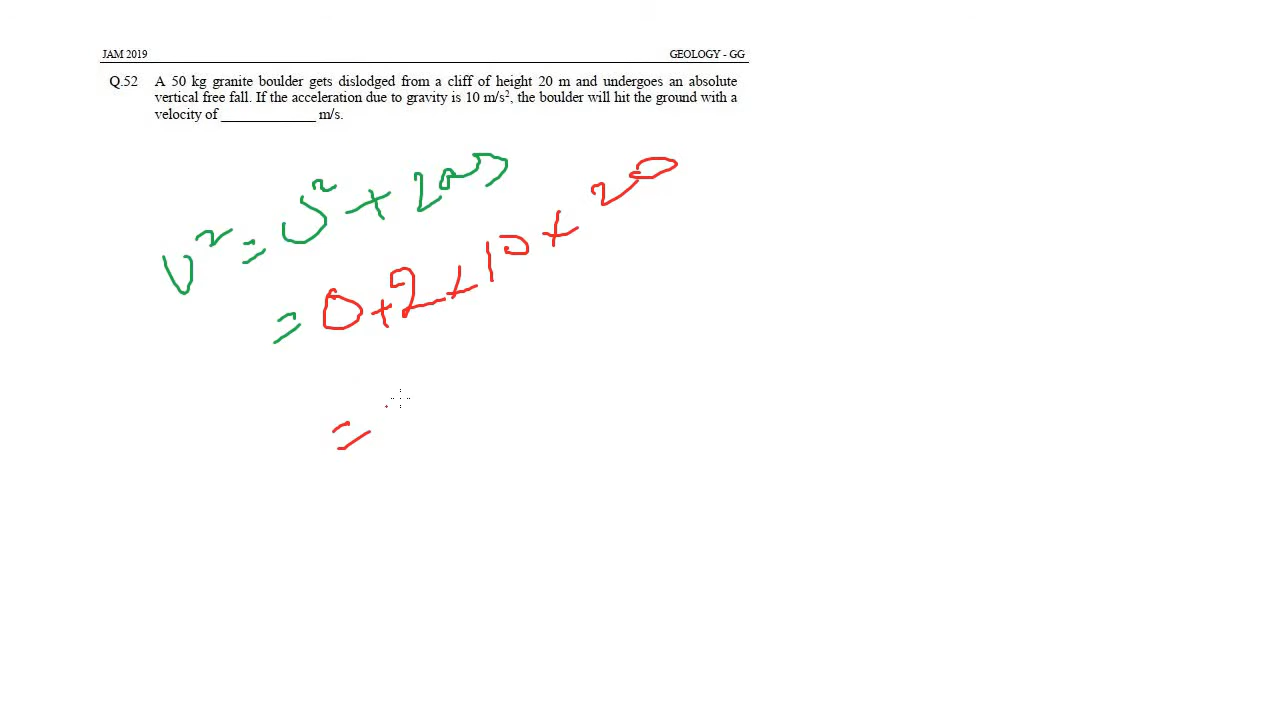 JAM 2019 GEOLOGY - GG
Q.52 A 50 kg granite boulder gets dislodged from a cliff of height 20 m and undergoes an absolute
vertical free fall. If the acceleration due to gravity is 10 m/s², the boulder will hit the ground with a
velocity of _____________ m/s.
v² = u² + 2as
= 0 + 2 × 10 × 20
=